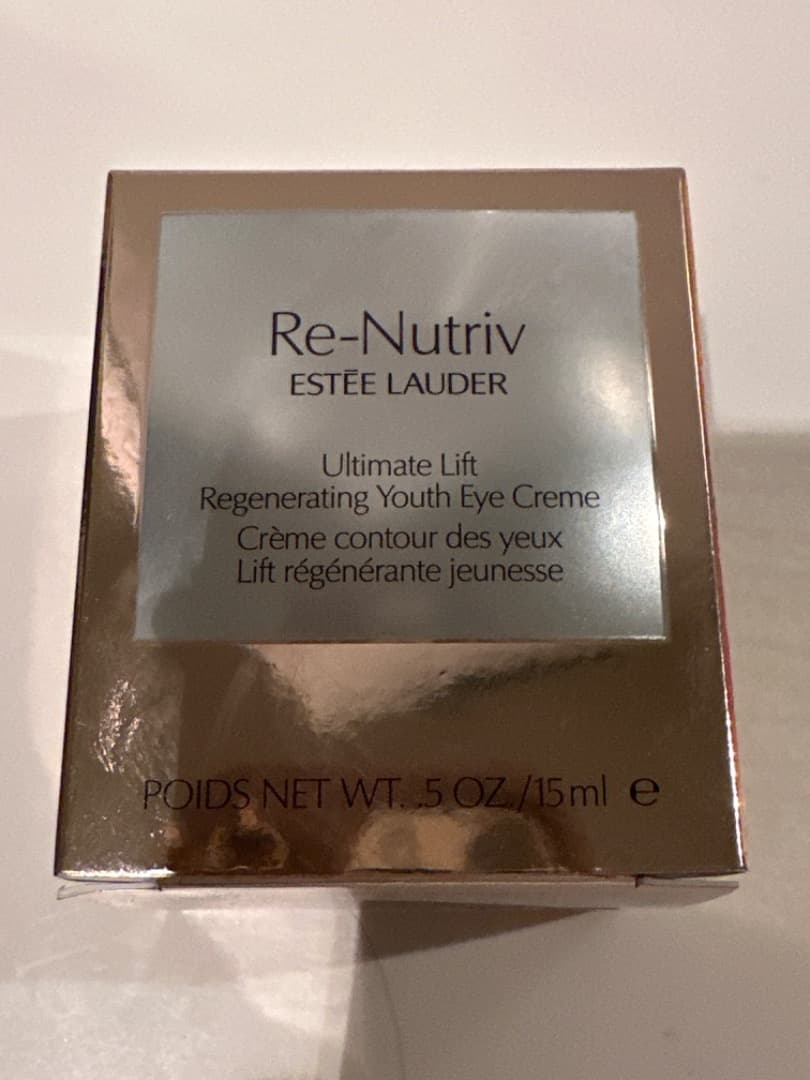 Re-Nutriv
ESTĒE LAUDER
Ultimate Lift
Regenerating Youth Eye Creme
Crème contour des yeux
Lift régénérante jeunesse
POIDS NET WT. .5 OZ./15ml ℮